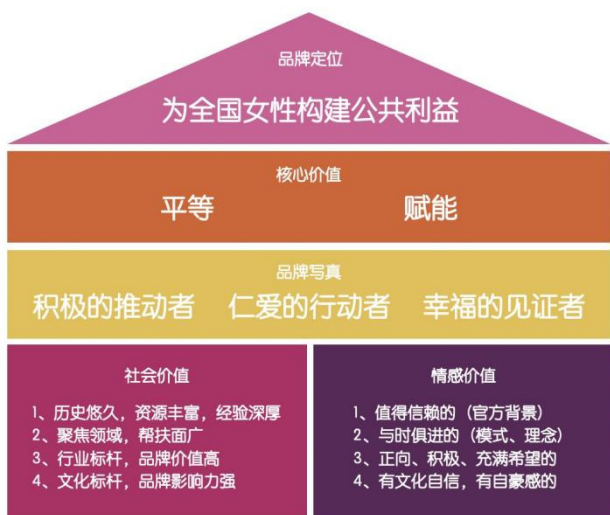 品牌定位
为全国女性构建公共利益
核心价值
平等 赋能
品牌写真
积极的推动者 仁爱的行动者 幸福的见证者
社会价值
1、历史悠久，资源丰富，经验深厚
2、聚焦领域，帮扶面广
3、行业标杆，品牌价值高
4、文化标杆，品牌影响力强
情感价值
1、值得信赖的（官方背景）
2、与时俱进的（模式、理念）
3、正向、积极、充满希望的
4、有文化自信，有自豪感的